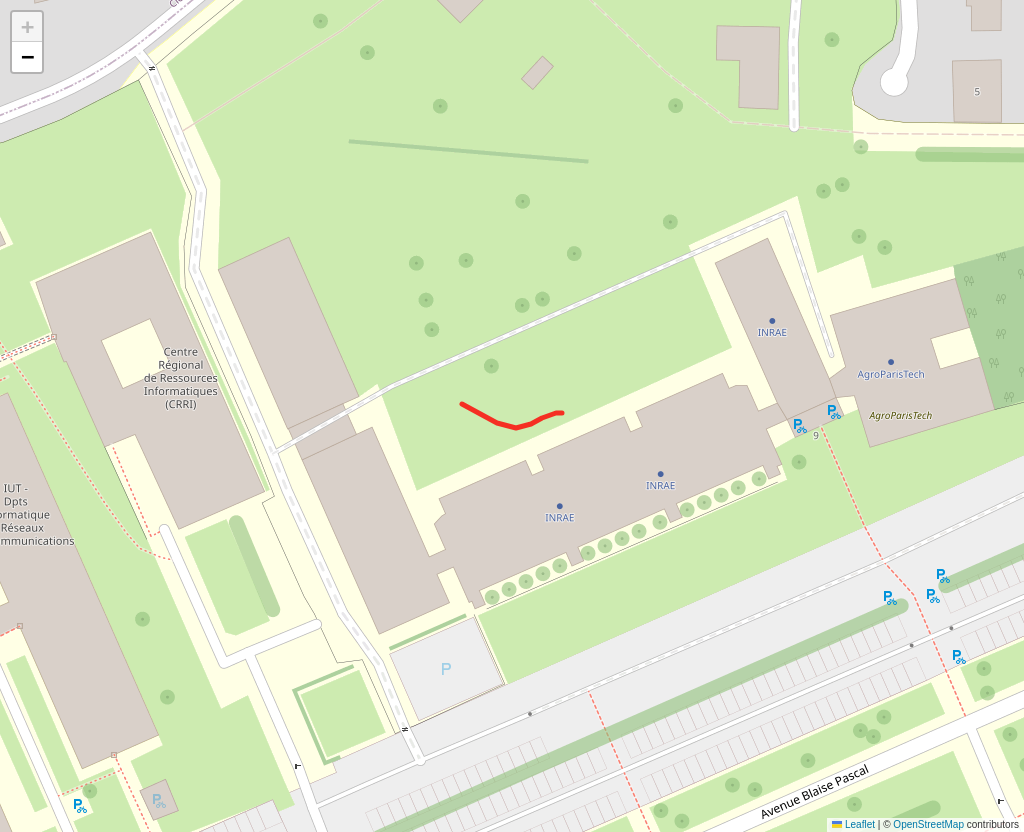 +
−
5
Centre
Régional
de Ressources
Informatiques
(CRRI)
INRAE
AgroParisTech
AgroParisTech
9
INRAE
INRAE
IUT -
Dpts
ormatique
Réseaux
mmunications
P
P
P
P
P
P
P
P
P
Avenue Blaise Pascal
Leaflet | © OpenStreetMap contributors